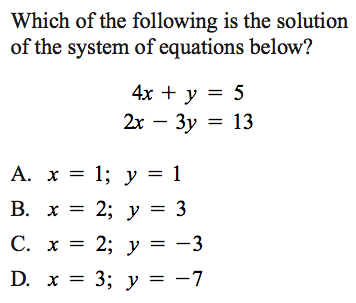 Which of the following is the solution
of the system of equations below?
4x + y = 5
2x − 3y = 13
A. x = 1; y = 1
B. x = 2; y = 3
C. x = 2; y = −3
D. x = 3; y = −7